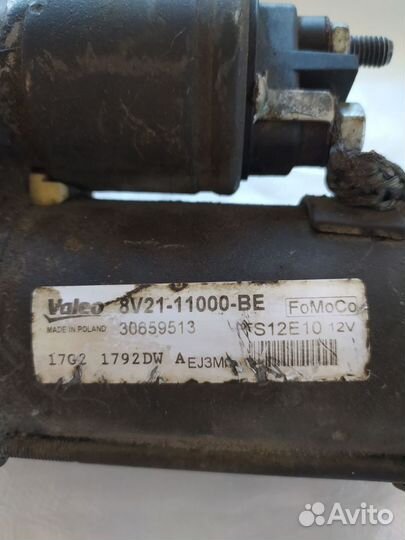 Valeo 8V21-11000-BE FoMoCo
MADE IN POLAND 30659513 TS12E10 12V
17G2 1792DW A EJ3M
Avito